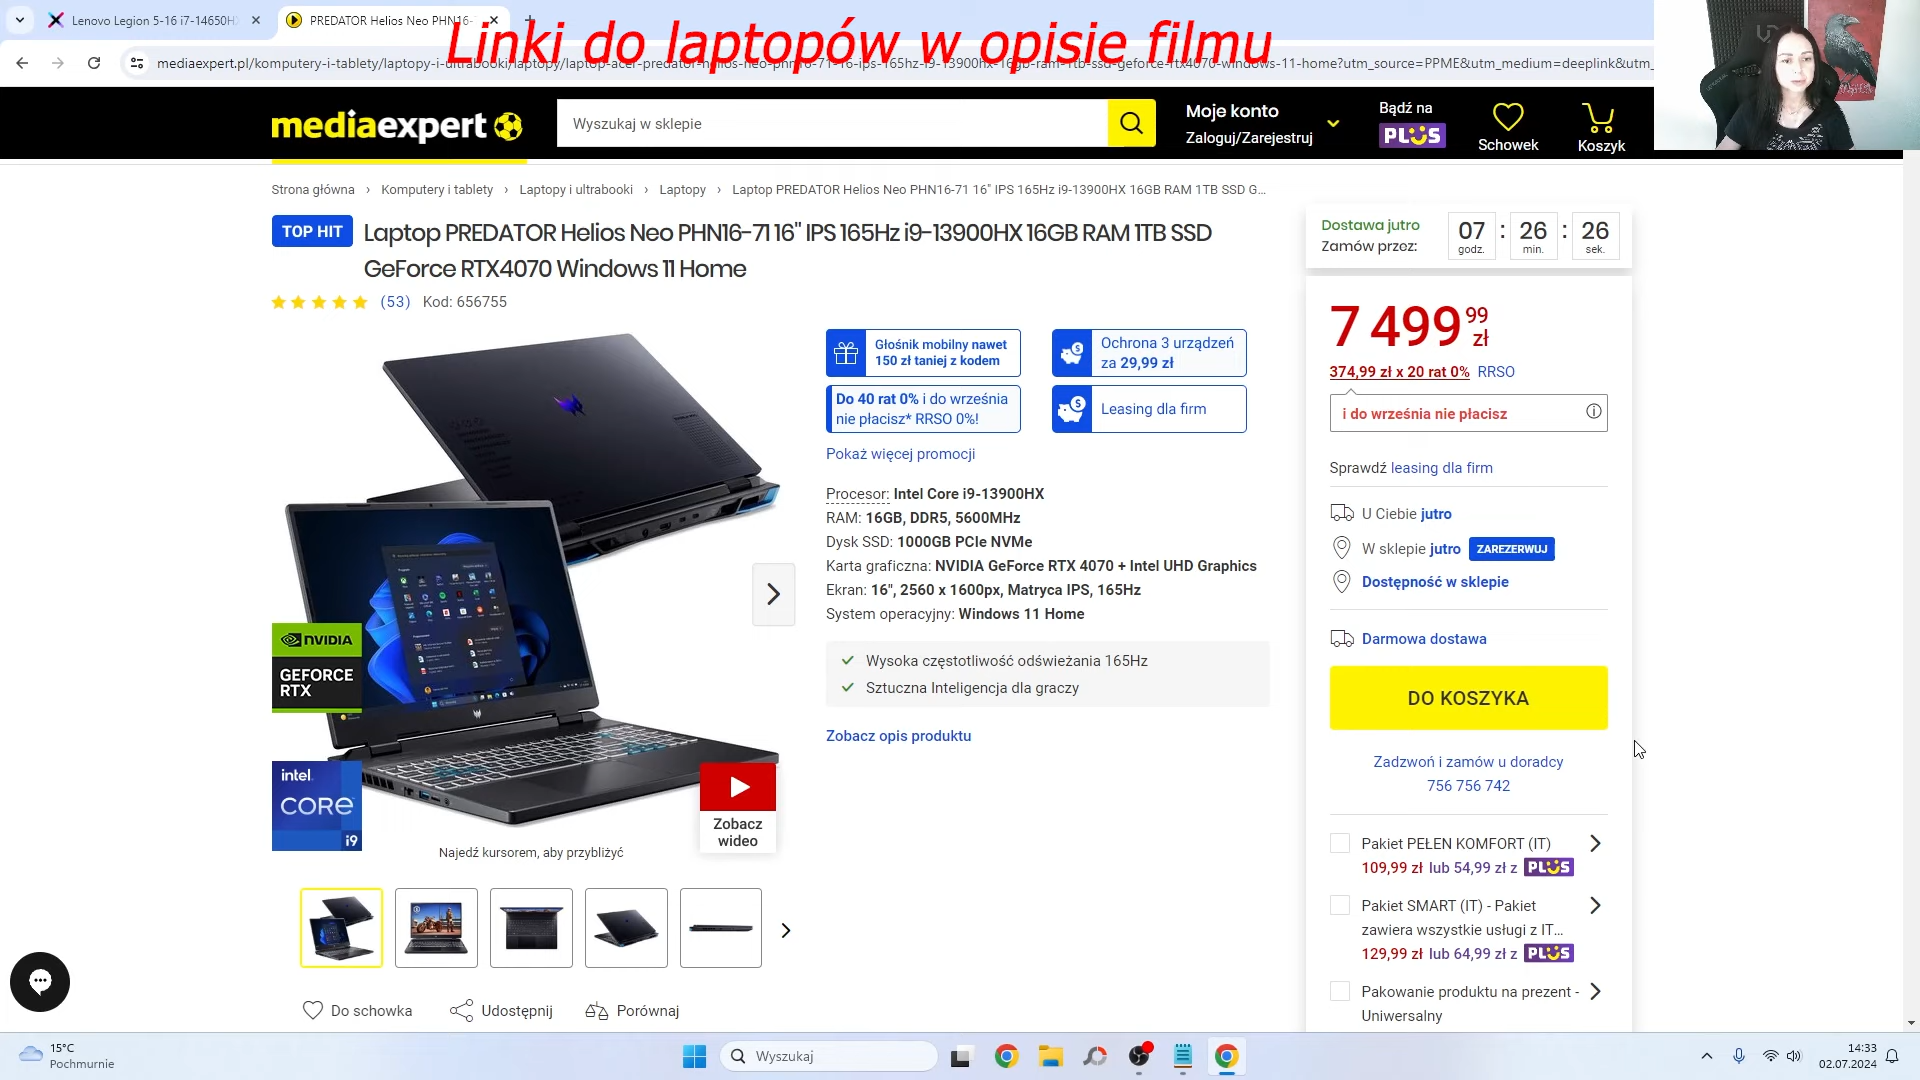 Lenovo Legion 5-16 i7-14650H
PREDATOR Helios Neo PHN16-
Linki do laptopów w opisie filmu
mediaexpert.pl/komputery-i-tablety/laptopy-i-ultrabooki/laptopy/laptop-acer-predator-helios-neo-phn16-71-16-ips-165hz-i9-13900hx-16gb-ram-1tb-ssd-geforce-rtx4070-windows-11-home?utm_source=PPME&utm_medium=deeplink&utm_
mediaexpert
Wyszukaj w sklepie
Moje konto
Zaloguj/Zarejestruj
Bądź na
PLUS
Schowek
Koszyk
Strona główna › Komputery i tablety › Laptopy i ultrabooki › Laptopy › Laptop PREDATOR Helios Neo PHN16-71 16" IPS 165Hz i9-13900HX 16GB RAM 1TB SSD G...
TOP HIT
Laptop PREDATOR Helios Neo PHN16-71 16" IPS 165Hz i9-13900HX 16GB RAM 1TB SSD
GeForce RTX4070 Windows 11 Home
(53) Kod: 656755
Dostawa jutro
Zamów przez:
07 : 26 : 26
godz. min. sek.
Głośnik mobilny nawet
150 zł taniej z kodem
Ochrona 3 urządzeń
za 29,99 zł
Do 40 rat 0% i do września
nie płacisz* RRSO 0%!
Leasing dla firm
Pokaż więcej promocji
Procesor: Intel Core i9-13900HX
RAM: 16GB, DDR5, 5600MHz
Dysk SSD: 1000GB PCIe NVMe
Karta graficzna: NVIDIA GeForce RTX 4070 + Intel UHD Graphics
Ekran: 16", 2560 x 1600px, Matryca IPS, 165Hz
System operacyjny: Windows 11 Home
Wysoka częstotliwość odświeżania 165Hz
Sztuczna Inteligencja dla graczy
Zobacz opis produktu
NVIDIA
GEFORCE
RTX
intel
CORE
i9
Zobacz
wideo
Najedź kursorem, aby przybliżyć
Do schowka
Udostępnij
Porównaj
7 499 99
zł
374,99 zł x 20 rat 0% RRSO
i do września nie płacisz
Sprawdź leasing dla firm
U Ciebie jutro
W sklepie jutro ZAREZERWUJ
Dostępność w sklepie
Darmowa dostawa
DO KOSZYKA
Zadzwoń i zamów u doradcy
756 756 742
Pakiet PEŁEN KOMFORT (IT)
109,99 zł lub 54,99 zł z PLUS
Pakiet SMART (IT) - Pakiet
zawiera wszystkie usługi z IT...
129,99 zł lub 64,99 zł z PLUS
Pakowanie produktu na prezent -
Uniwersalny
15°C
Pochmurnie
Wyszukaj
14:33
02.07.2024